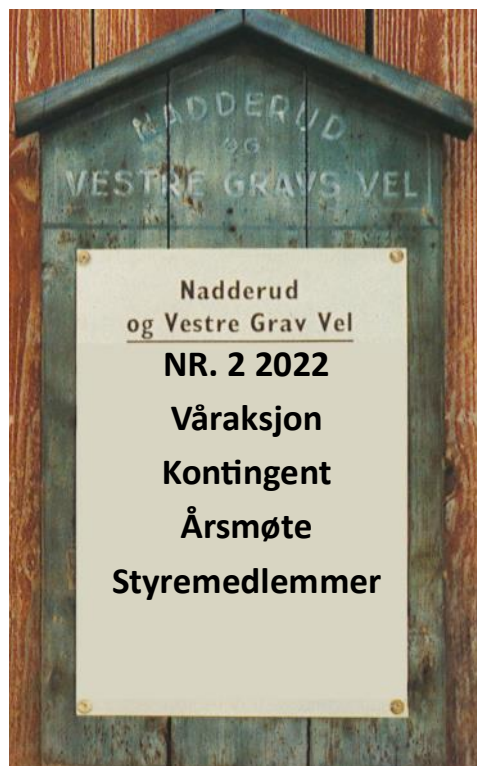 NADDERUD
OG
VESTRE GRAVS VEL
Nadderud
og Vestre Grav Vel
NR. 2 2022
Våraksjon
Kontingent
Årsmøte
Styremedlemmer